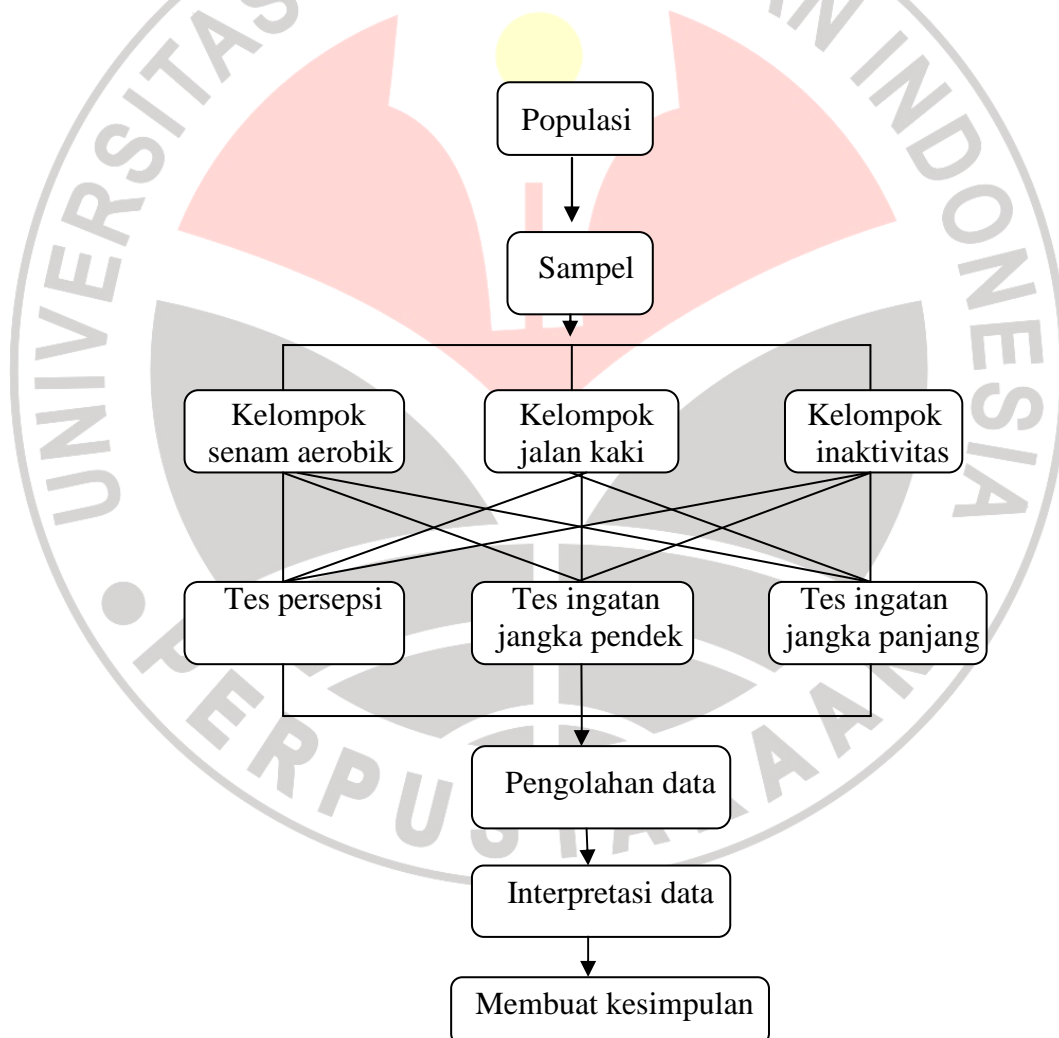 UNIVERSITAS
AN INDONESIA
PERPUSTAKAAN
Populasi
Sampel
Kelompok
senam aerobik
Kelompok
jalan kaki
Kelompok
inaktivitas
Tes persepsi
Tes ingatan
jangka pendek
Tes ingatan
jangka panjang
Pengolahan data
Interpretasi data
Membuat kesimpulan